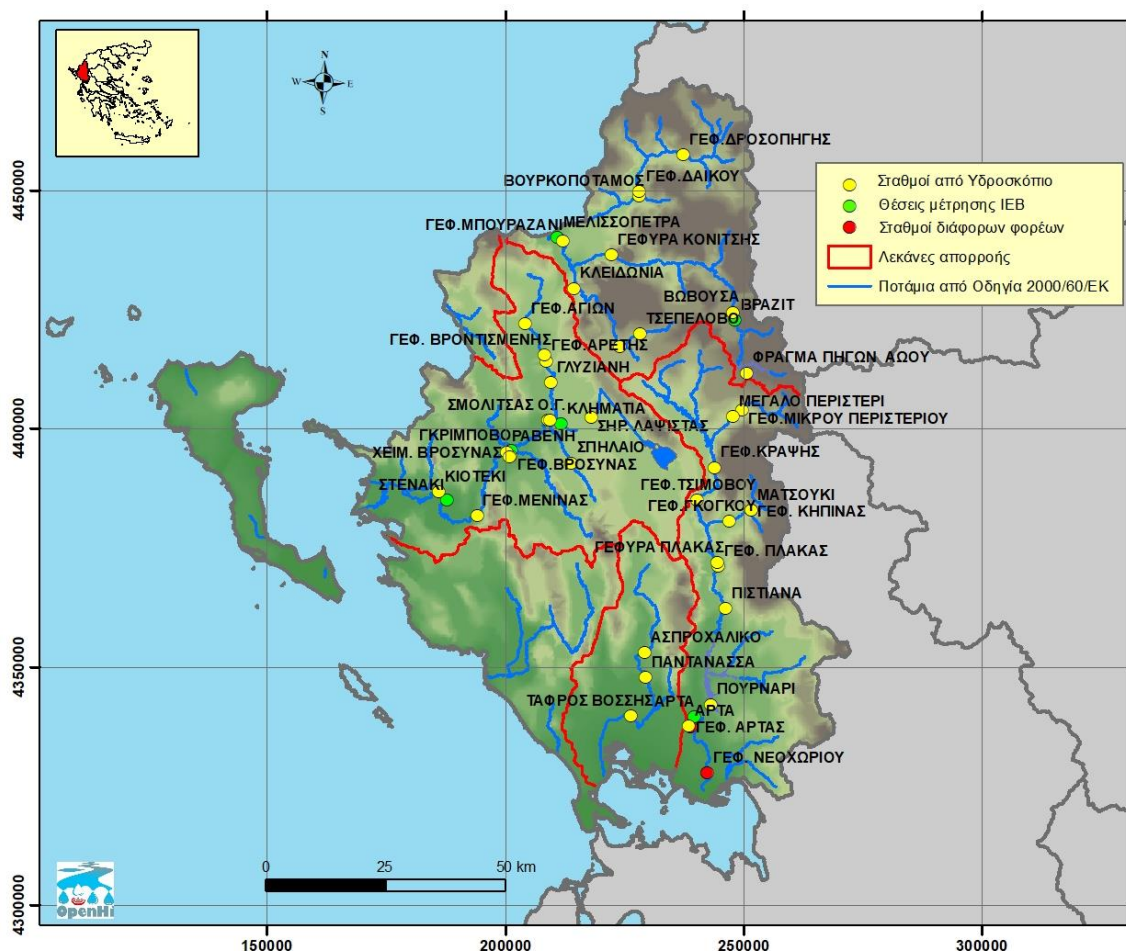 N
W
E
S
ΓΕΦ.ΔΡΟΣΟΠΗΓΗΣ
ΓΕΦ.ΔΑΙΚΟΥ
ΒΟΥΡΚΟΠΟΤΑΜΟΣ
ΓΕΦ.ΜΠΟΥΡΑΖΑΝΙ
ΜΕΛΙΣΣΟΠΕΤΡΑ
ΓΕΦΥΡΑ ΚΟΝΙΤΣΗΣ
ΚΛΕΙΔΩΝΙΑ
ΒΩΒΟΥΣΑ
ΒΡΑΖΙΤ
ΓΕΦ.ΑΓΙΩΝ
ΤΣΕΠΕΛΟΒΟ
ΓΕΦ. ΒΡΟΝΤΙΣΜΕΝΗΣ
ΓΕΦ.ΑΡΕΤΗΣ
ΓΛΥΖΙΑΝΗ
ΦΡΑΓΜΑ ΠΗΓΩΝ ΑΩΟΥ
ΜΕΓΑΛΟ ΠΕΡΙΣΤΕΡΙ
ΓΕΦ.ΜΙΚΡΟΥ ΠΕΡΙΣΤΕΡΙΟΥ
ΣΜΟΛΙΤΣΑΣ Ο.Γ.
ΚΛΗΜΑΤΙΑ
ΣΗΡ. ΛΑΨΙΣΤΑΣ
ΓΚΡΙΜΠΟΒΟ
ΡΑΒΕΝΗ
ΣΠΗΛΑΙΟ
ΧΕΙΜ. ΒΡΟΣΥΝΑΣ
ΓΕΦ.ΒΡΟΣΥΝΑΣ
ΓΕΦ.ΚΡΑΨΗΣ
ΚΙΟΤΕΚΙ
ΣΤΕΝΑΚΙ
ΓΕΦ.ΜΕΝΙΝΑΣ
ΓΕΦ.ΤΣΙΜΟΒΟΥ
ΜΑΤΣΟΥΚΙ
ΓΕΦ.ΓΚΟΓΚΟΥ
ΓΕΦ. ΚΗΠΙΝΑΣ
ΓΕΦΥΡΑ ΠΛΑΚΑΣ
ΓΕΦ. ΠΛΑΚΑΣ
ΠΙΣΤΙΑΝΑ
ΑΣΠΡΟΧΑΛΙΚΟ
ΠΑΝΤΑΝΑΣΣΑ
ΠΟΥΡΝΑΡΙ
ΤΑΦΡΟΣ ΒΟΣΣΗΣ
ΑΡΤΑ
ΑΡΤΑ
ΓΕΦ. ΑΡΤΑΣ
ΓΕΦ. ΝΕΟΧΩΡΙΟΥ
Σταθμοί από Υδροσκόπιο
Θέσεις μέτρησης ΙΕΒ
Σταθμοί διάφορων φορέων
Λεκάνες απορροής
Ποτάμια από Οδηγία 2000/60/ΕΚ
4450000
4400000
4350000
4300000
0
25
50 km
OpenHi
150000
200000
250000
300000